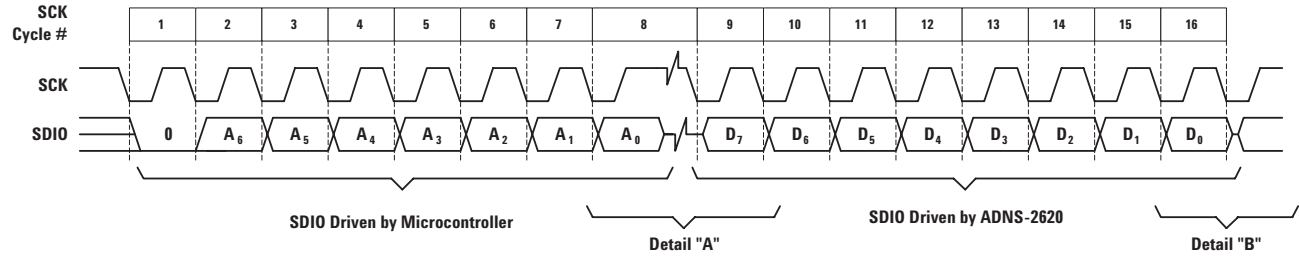 SCK
Cycle #
1 2 3 4 5 6 7 8 9 10 11 12 13 14 15 16
SCK
SDIO
0 A6 A5 A4 A3 A2 A1 A0 D7 D6 D5 D4 D3 D2 D1 D0
SDIO Driven by Microcontroller
SDIO Driven by ADNS-2620
Detail "A"
Detail "B"